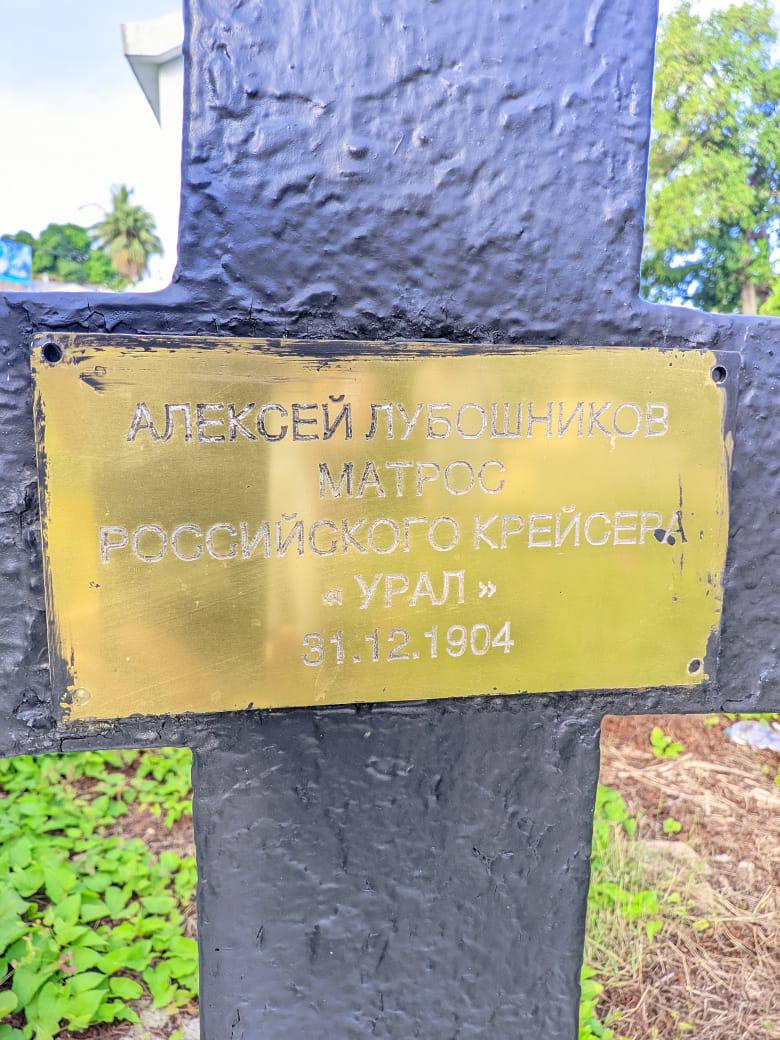 АЛЕКСЕЙ ЛУБОШНИКОВ
МАТРОС
РОССИЙСКОГО КРЕЙСЕРА
« УРАЛ »
31.12.1904